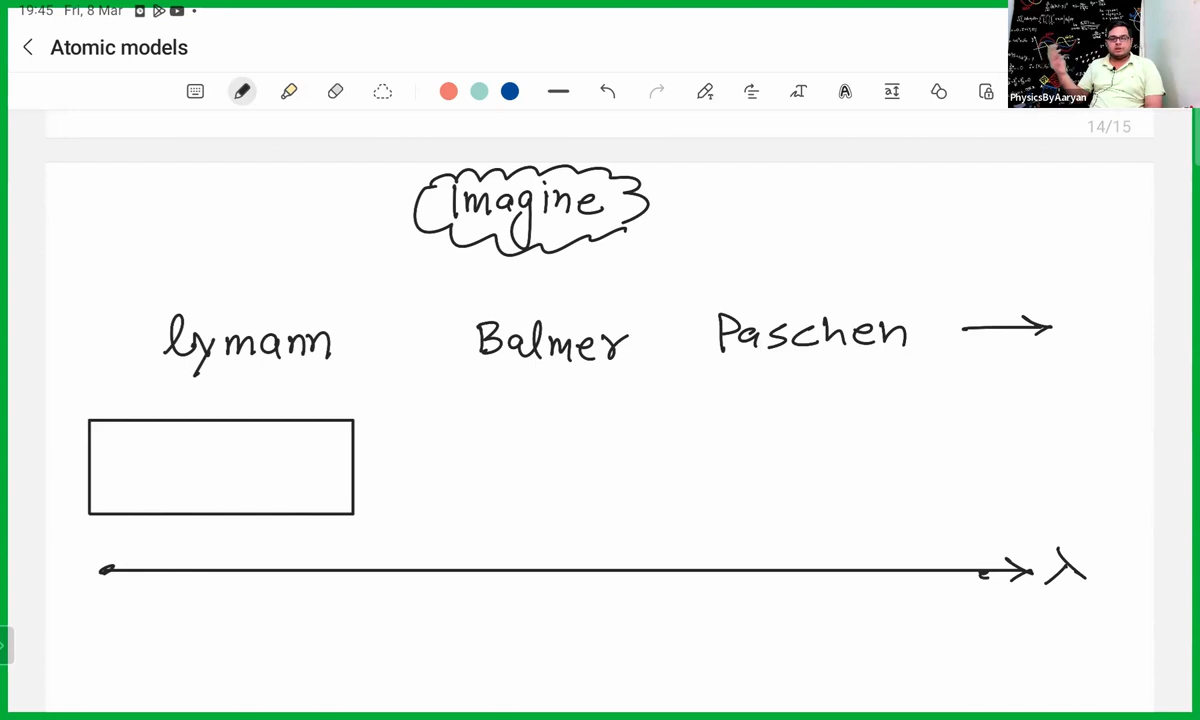 19:45 Fri, 8 Mar
Atomic models
PhysicsByAaryan
14/15
Imagine
lymann Balmer Paschen
λ